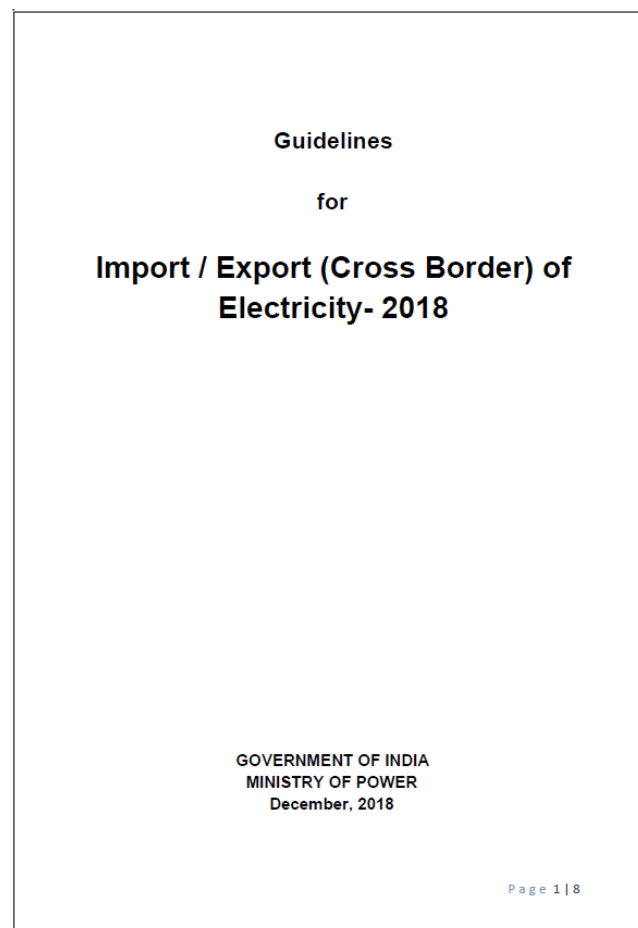 Guidelines
for
Import / Export (Cross Border) of
Electricity- 2018
GOVERNMENT OF INDIA
MINISTRY OF POWER
December, 2018
Page 1 | 8